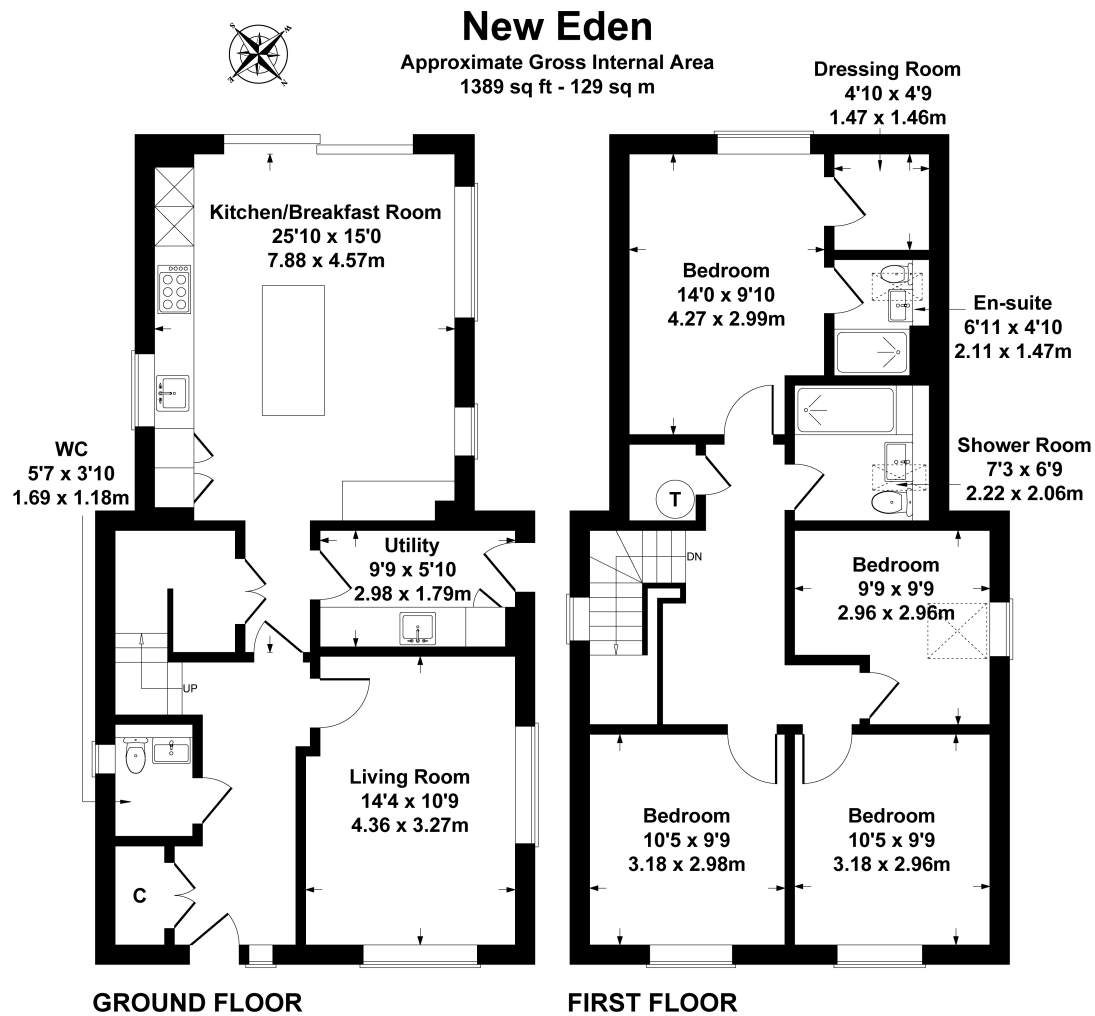 New Eden
Approximate Gross Internal Area
1389 sq ft - 129 sq m
S
W
E
N
Dressing Room
4'10 x 4'9
1.47 x 1.46m
Kitchen/Breakfast Room
25'10 x 15'0
7.88 x 4.57m
Bedroom
14'0 x 9'10
4.27 x 2.99m
En-suite
6'11 x 4'10
2.11 x 1.47m
WC
5'7 x 3'10
1.69 x 1.18m
Shower Room
7'3 x 6'9
2.22 x 2.06m
T
Utility
9'9 x 5'10
2.98 x 1.79m
DN
Bedroom
9'9 x 9'9
2.96 x 2.96m
UP
Living Room
14'4 x 10'9
4.36 x 3.27m
Bedroom
10'5 x 9'9
3.18 x 2.98m
Bedroom
10'5 x 9'9
3.18 x 2.96m
C
GROUND FLOOR
FIRST FLOOR